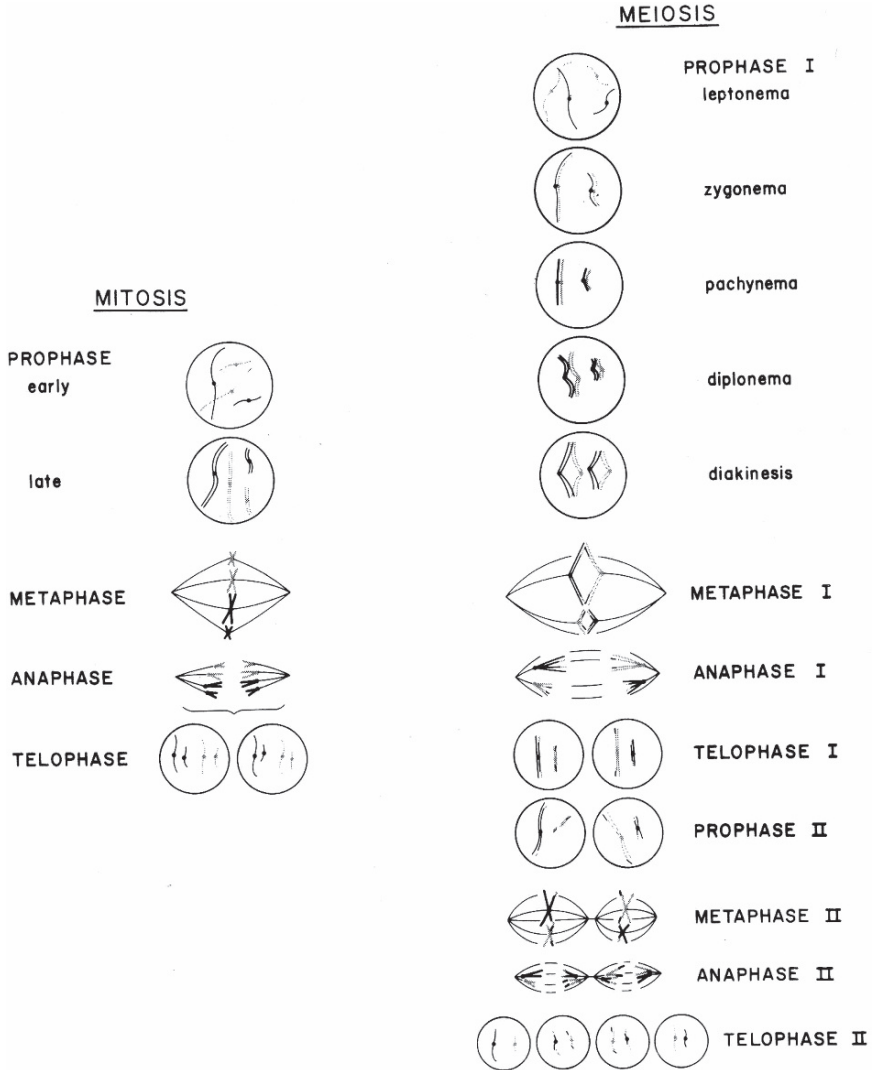 MEIOSIS
PROPHASE I
leptonema
zygonema
pachynema
diplonema
diakinesis
METAPHASE I
ANAPHASE I
TELOPHASE I
PROPHASE II
METAPHASE II
ANAPHASE II
TELOPHASE II
MITOSIS
PROPHASE
early
late
METAPHASE
ANAPHASE
TELOPHASE